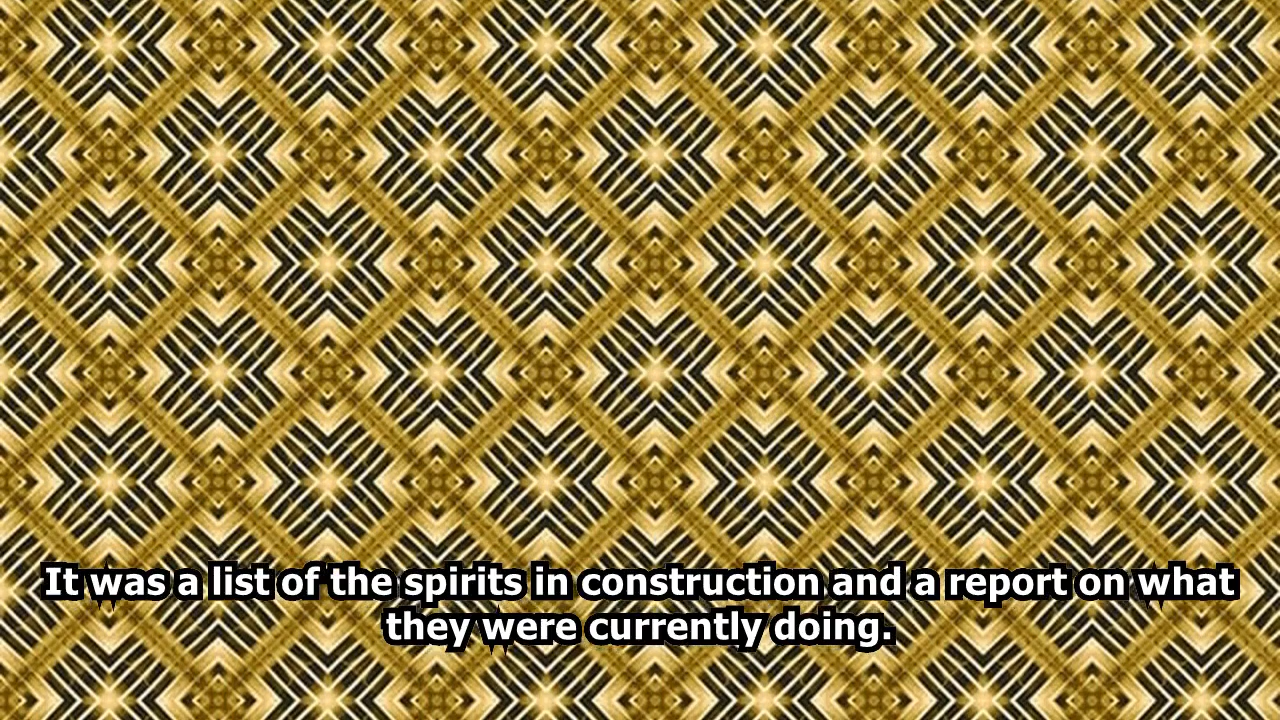 It was a list of the spirits in construction and a report on what
they were currently doing.